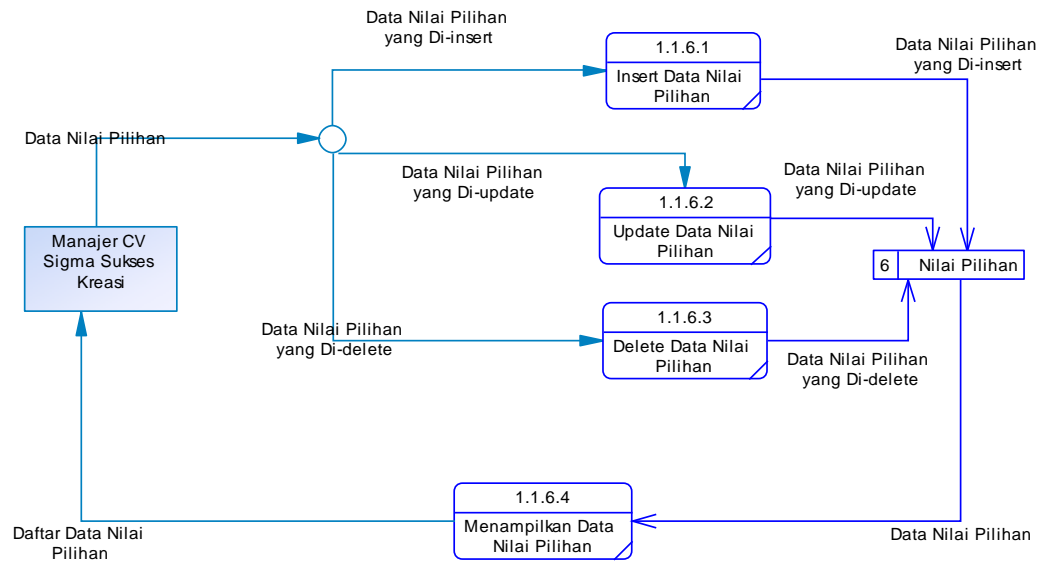 Data Nilai Pilihan
yang Di-insert
1.1.6.1
Insert Data Nilai
Pilihan
Data Nilai Pilihan
yang Di-insert
Data Nilai Pilihan
Data Nilai Pilihan
yang Di-update
1.1.6.2
Update Data Nilai
Pilihan
Data Nilai Pilihan
yang Di-update
Manajer CV
Sigma Sukses
Kreasi
6 Nilai Pilihan
Data Nilai Pilihan
yang Di-delete
1.1.6.3
Delete Data Nilai
Pilihan
Data Nilai Pilihan
yang Di-delete
Daftar Data Nilai
Pilihan
1.1.6.4
Menampilkan Data
Nilai Pilihan
Data Nilai Pilihan